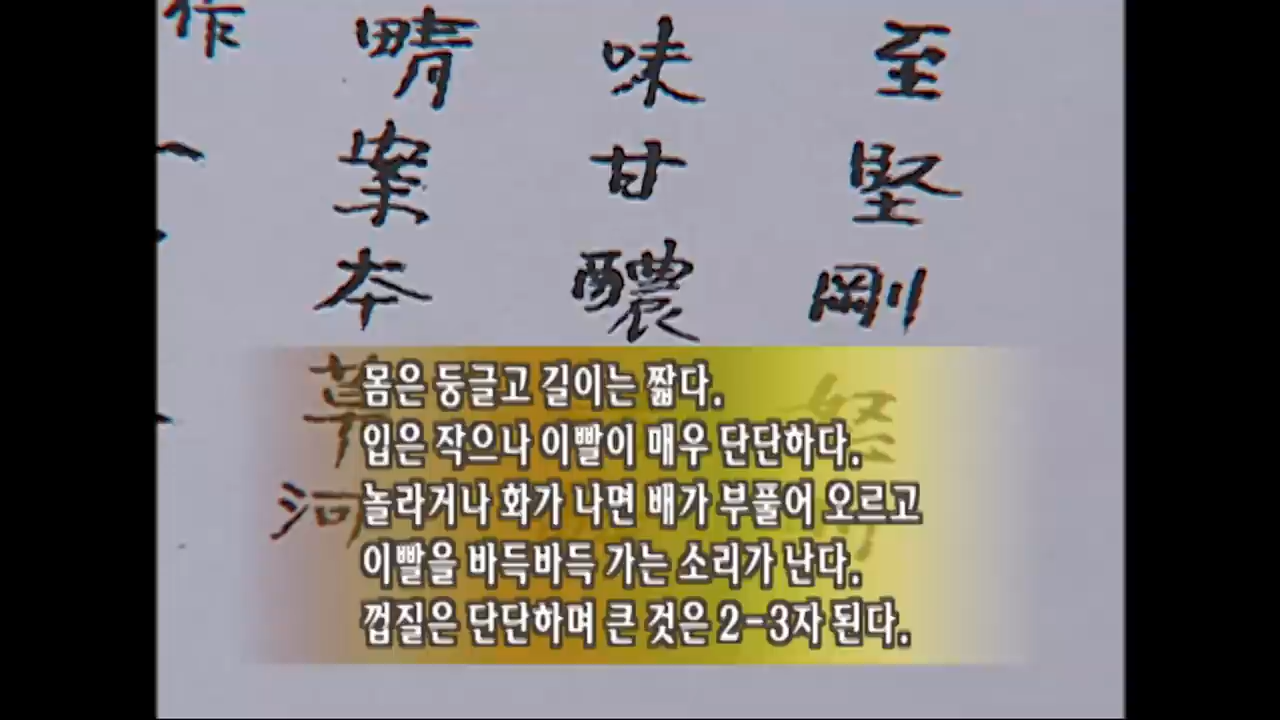 至堅剛
味甘醲
晴案本草
作
河
몸은 둥글고 길이는 짧다.
입은 작으나 이빨이 매우 단단하다.
놀라거나 화가 나면 배가 부풀어 오르고
이빨을 바득바득 가는 소리가 난다.
껍질은 단단하며 큰 것은 2-3자 된다.